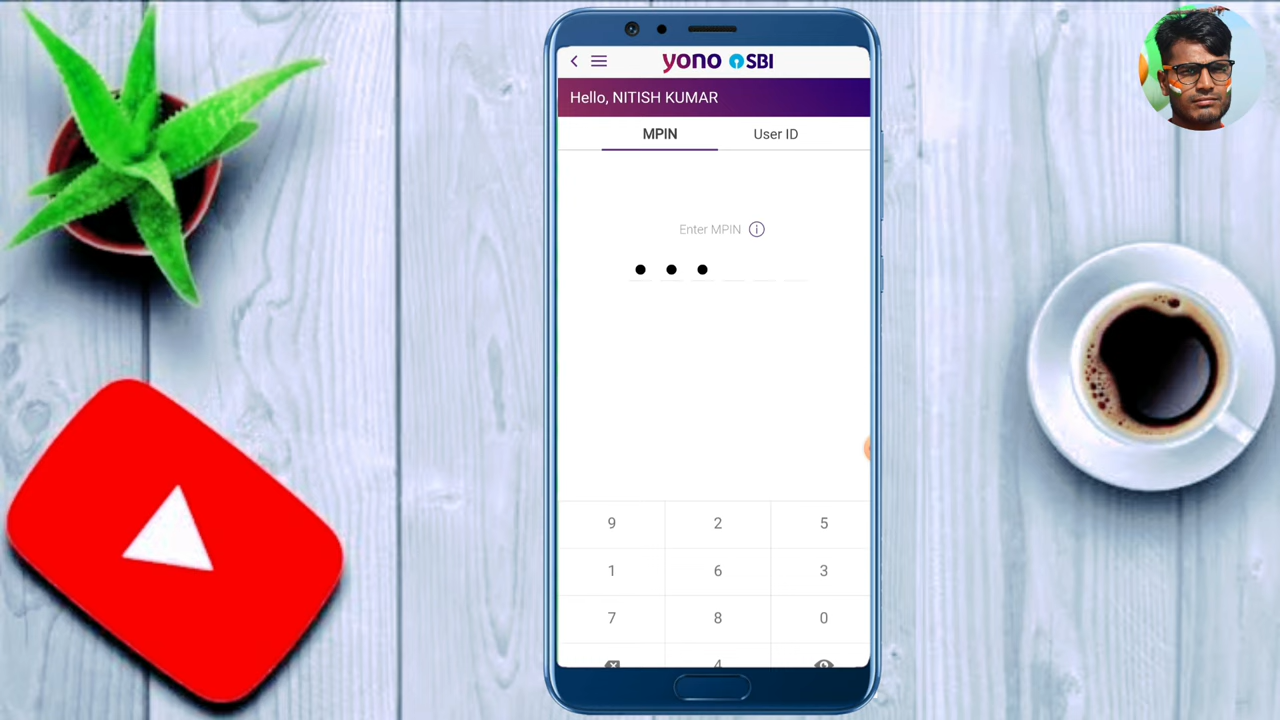 yono SBI
Hello, NITISH KUMAR
MPIN User ID
Enter MPIN
9 2 5
1 6 3
7 8 0
4